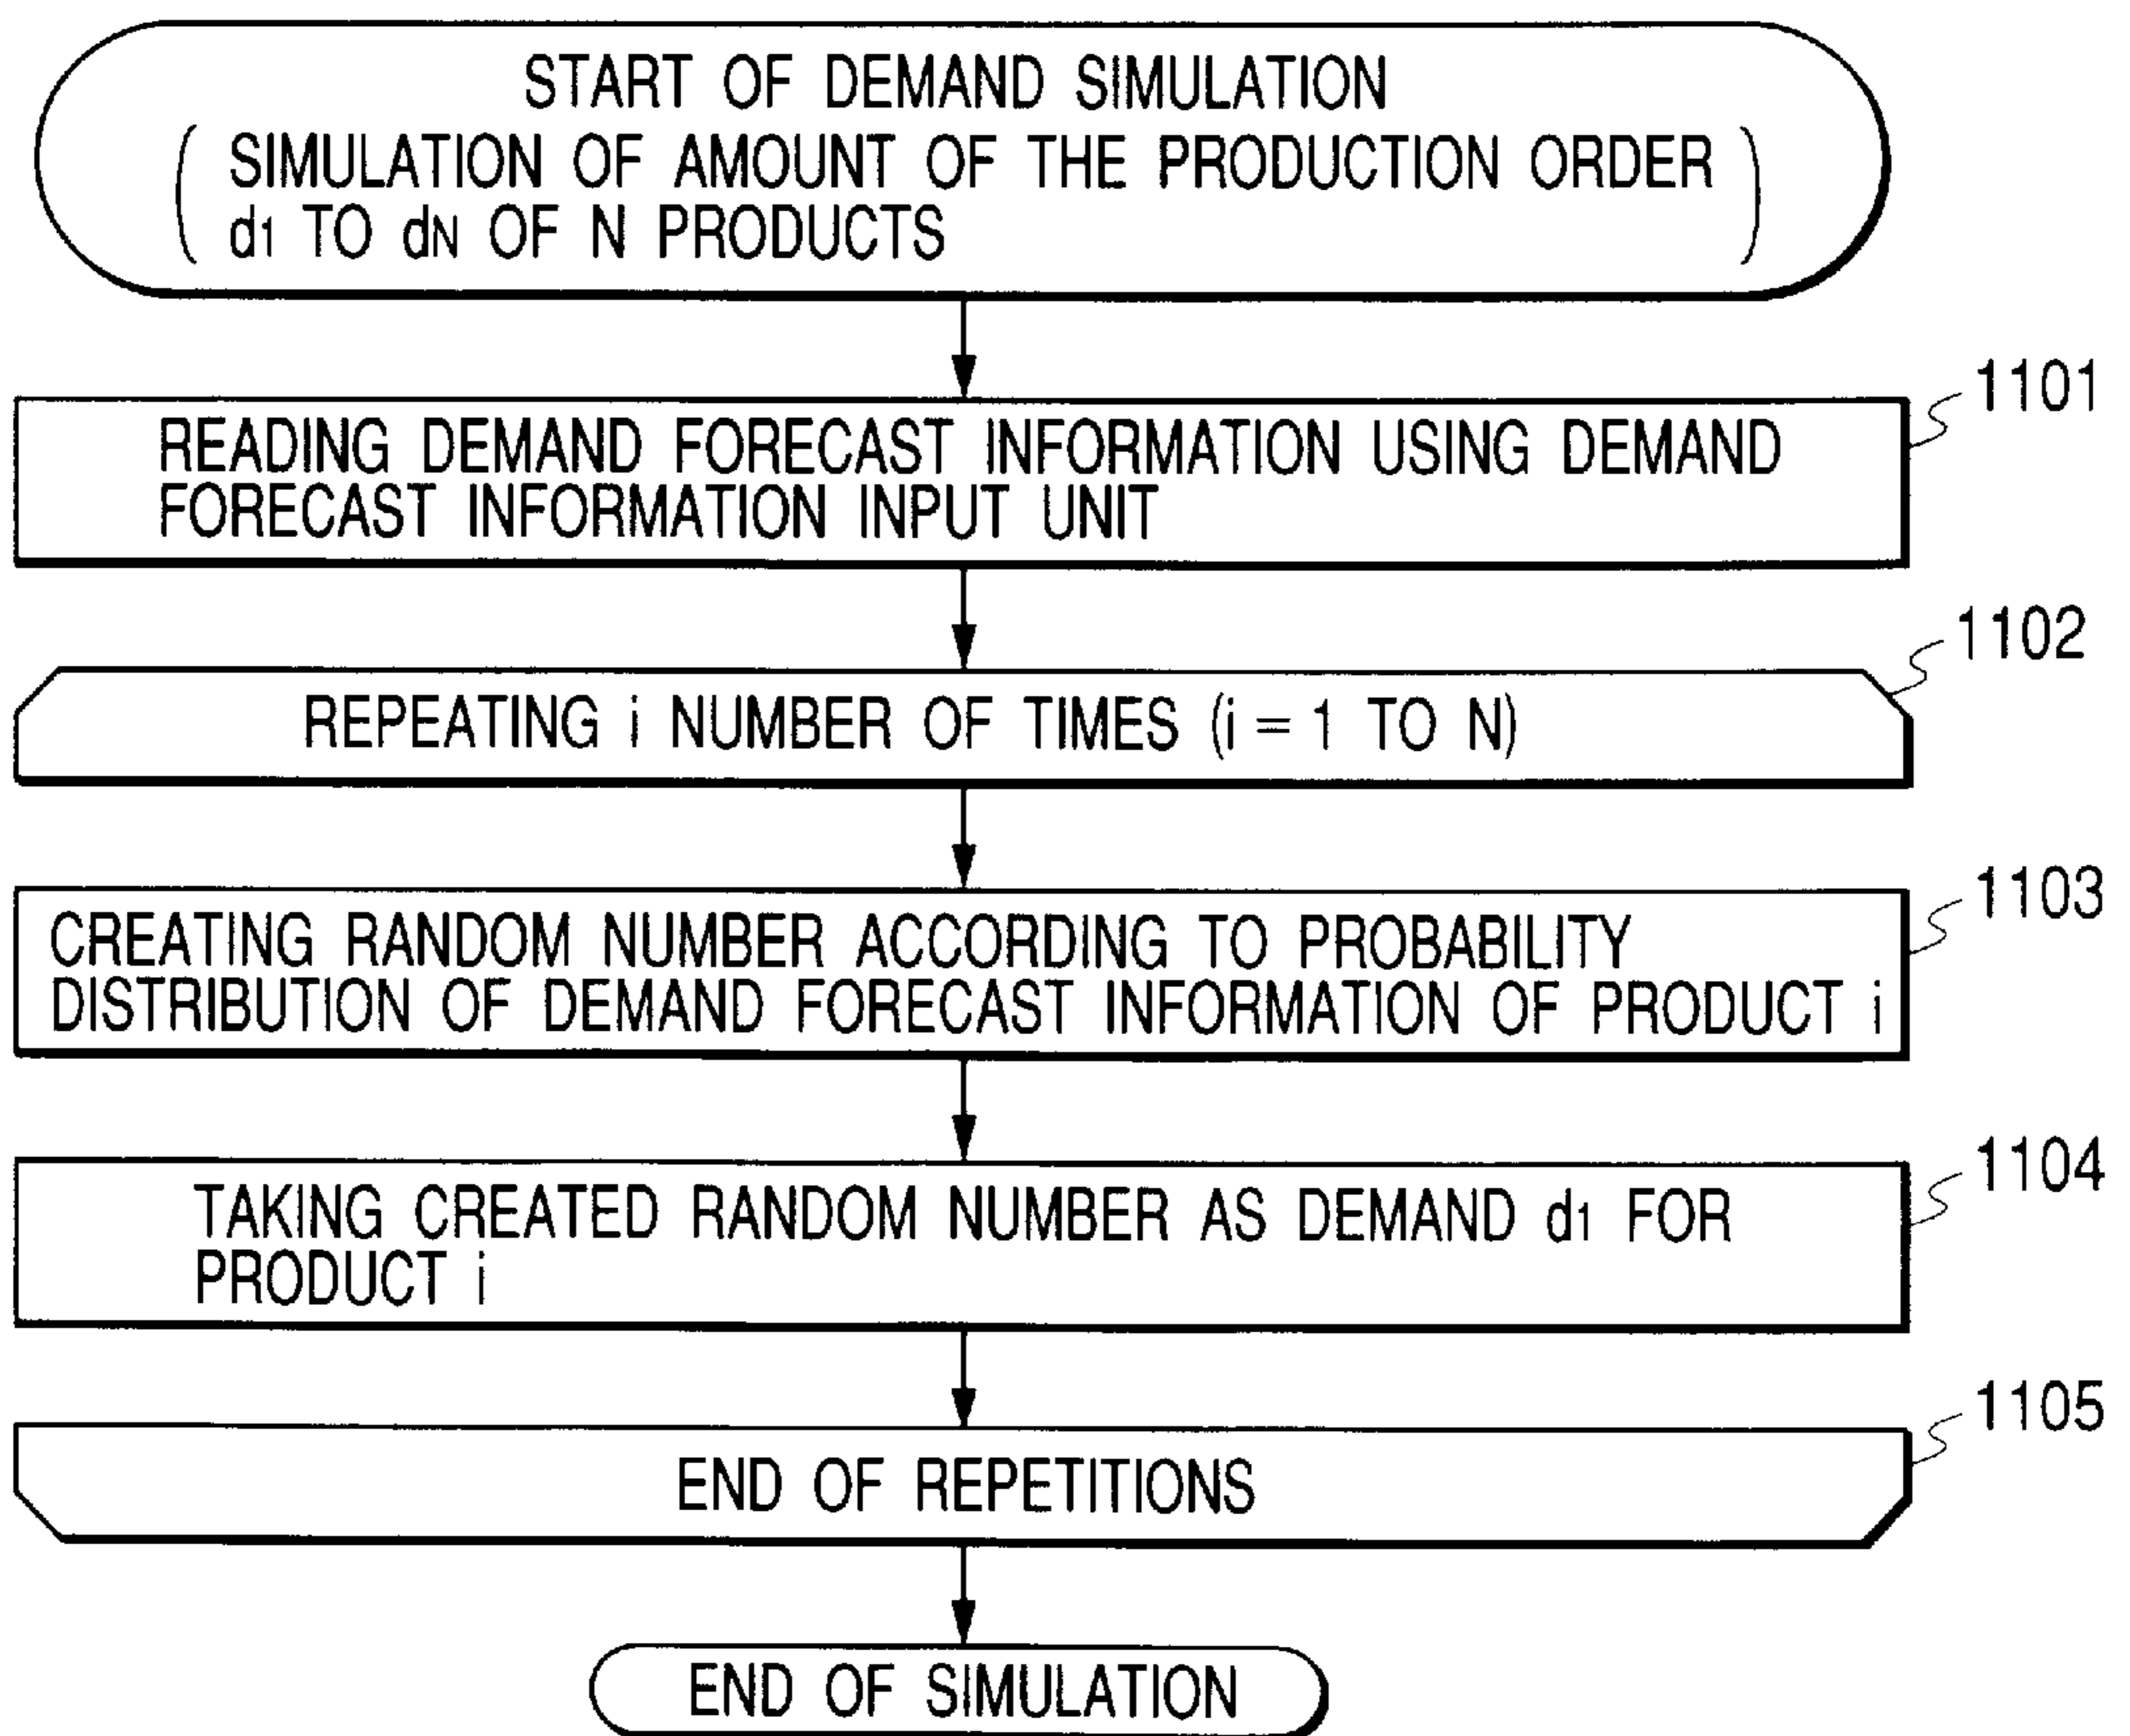 START OF DEMAND SIMULATION
( SIMULATION OF AMOUNT OF THE PRODUCTION ORDER
d1 TO dN OF N PRODUCTS )
1101
READING DEMAND FORECAST INFORMATION USING DEMAND
FORECAST INFORMATION INPUT UNIT
1102
REPEATING i NUMBER OF TIMES (i = 1 TO N)
1103
CREATING RANDOM NUMBER ACCORDING TO PROBABILITY
DISTRIBUTION OF DEMAND FORECAST INFORMATION OF PRODUCT i
1104
TAKING CREATED RANDOM NUMBER AS DEMAND d1 FOR
PRODUCT i
1105
END OF REPETITIONS
END OF SIMULATION